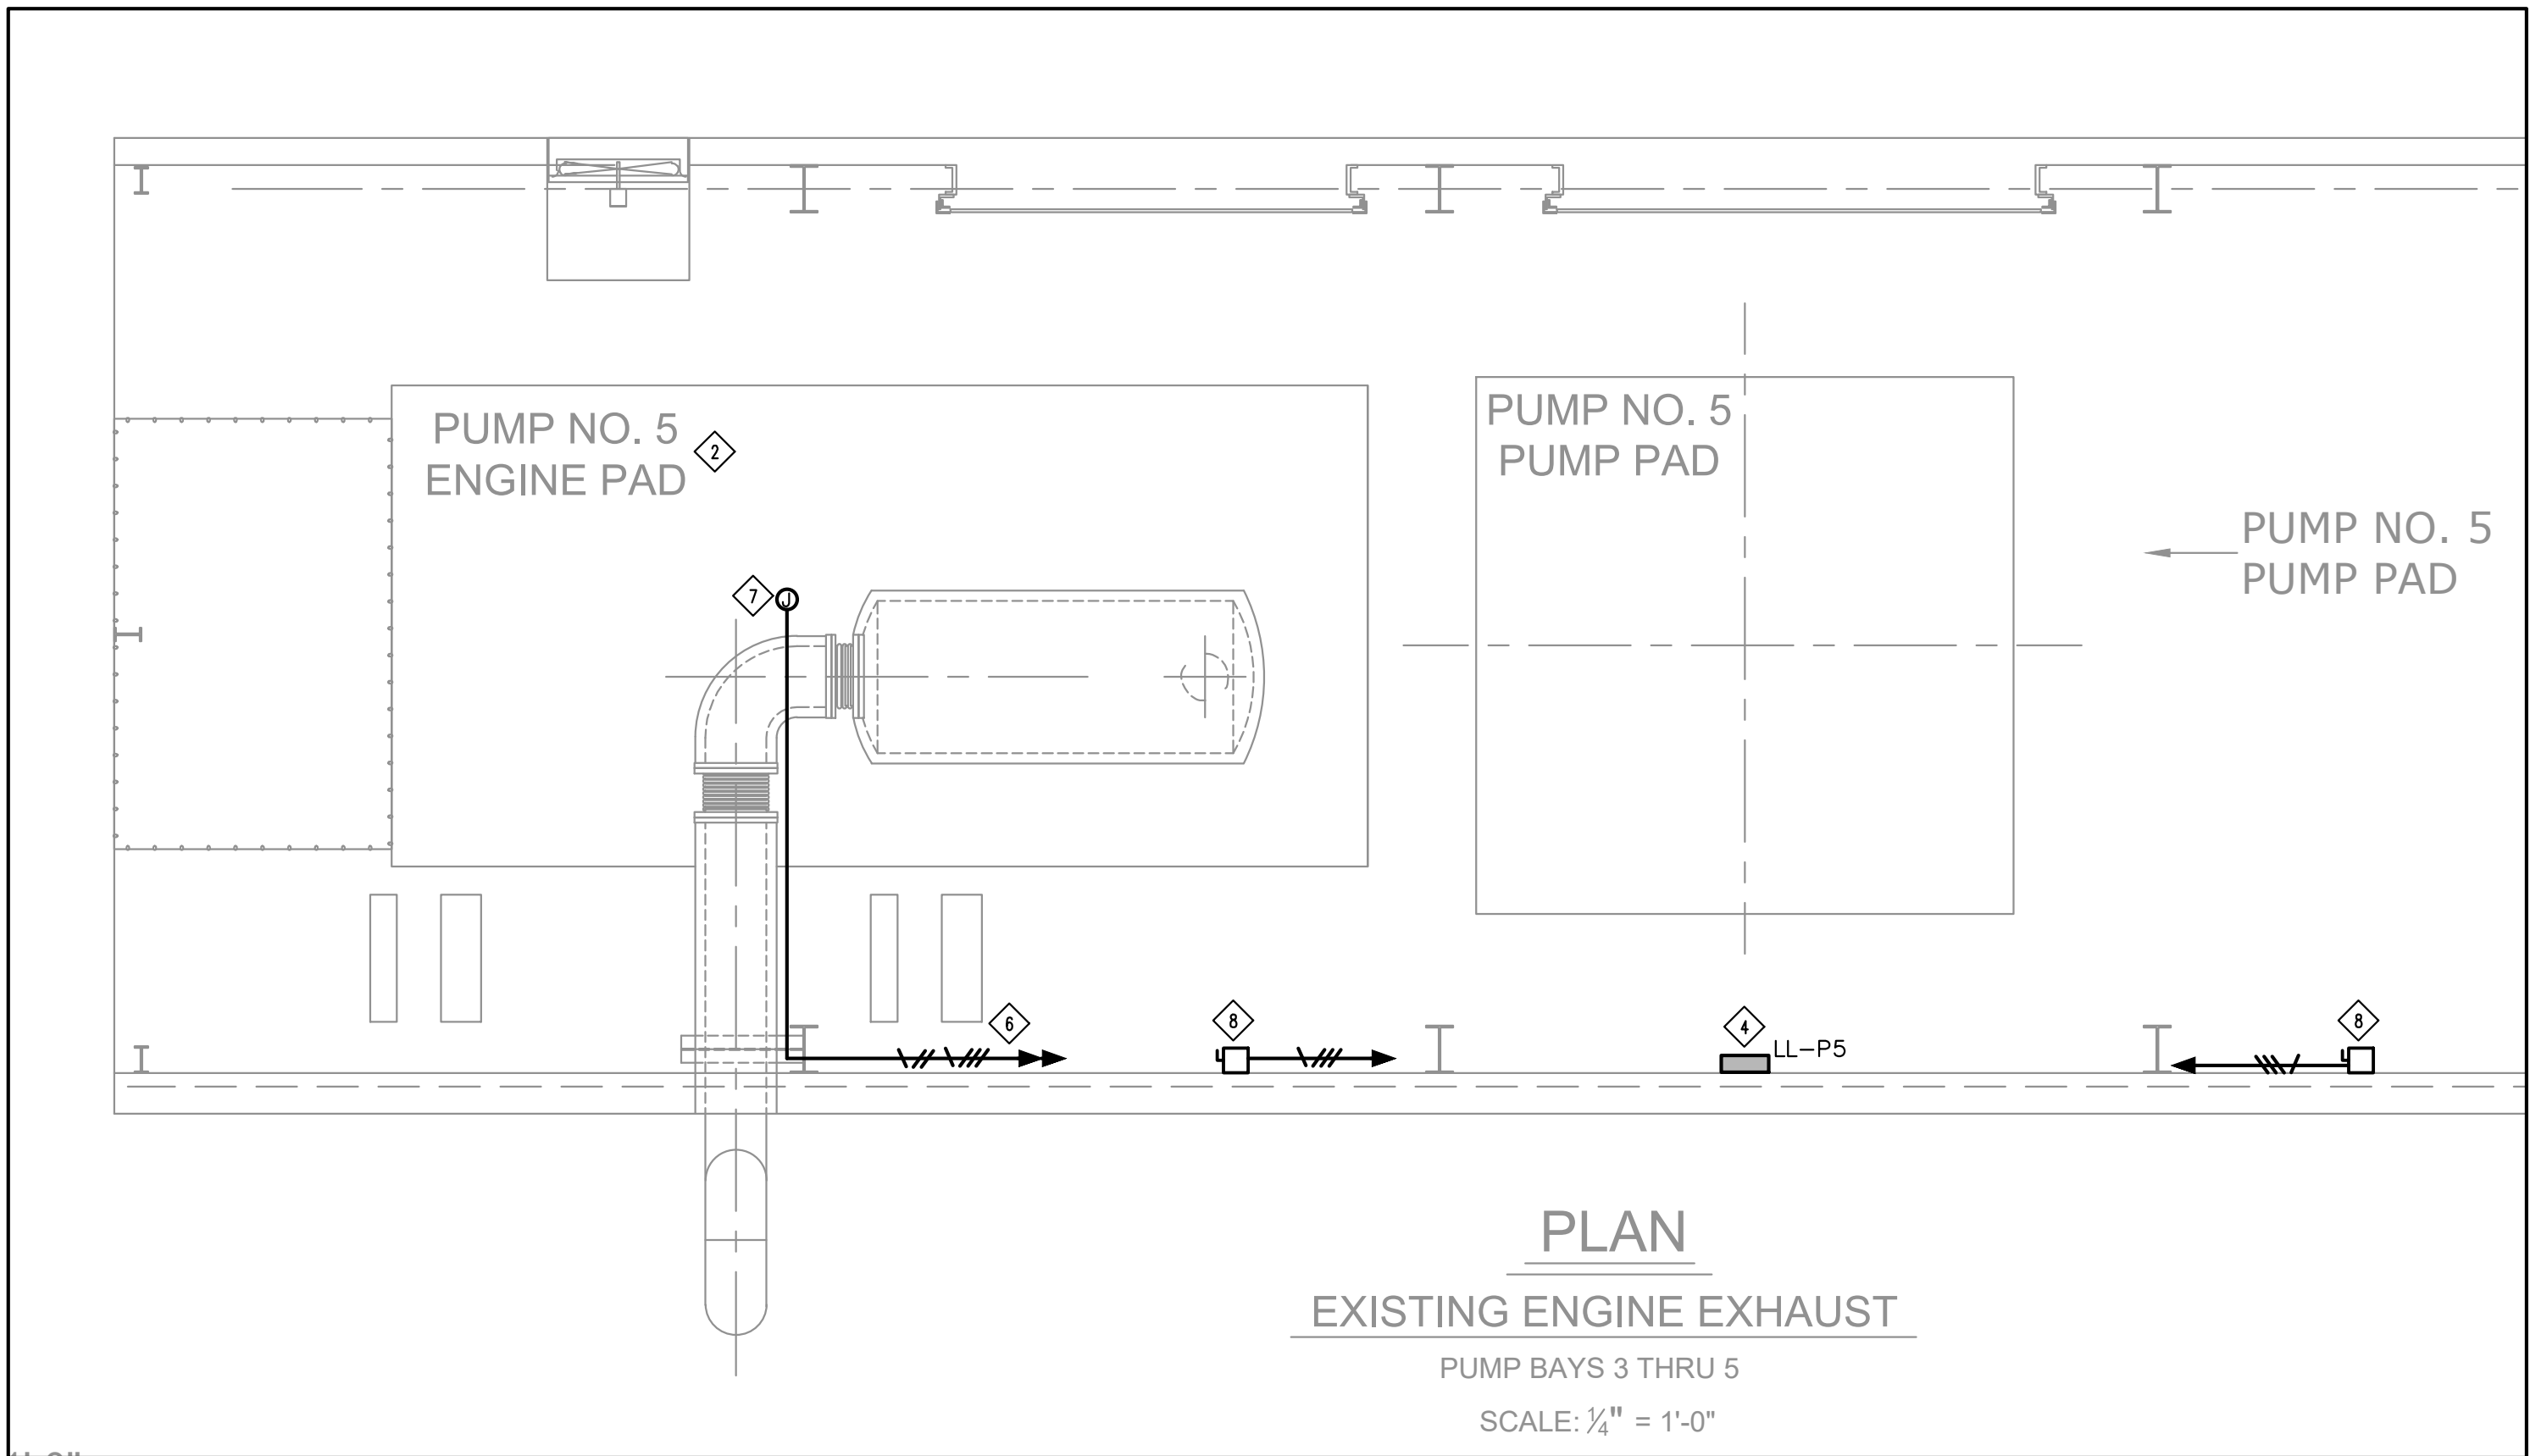 PUMP NO. 5
ENGINE PAD
2
PUMP NO. 5
PUMP PAD
PUMP NO. 5
PUMP PAD
7
J
6
8
4
LL-P5
8
PLAN
EXISTING ENGINE EXHAUST
PUMP BAYS 3 THRU 5
SCALE: ¼" = 1'-0"